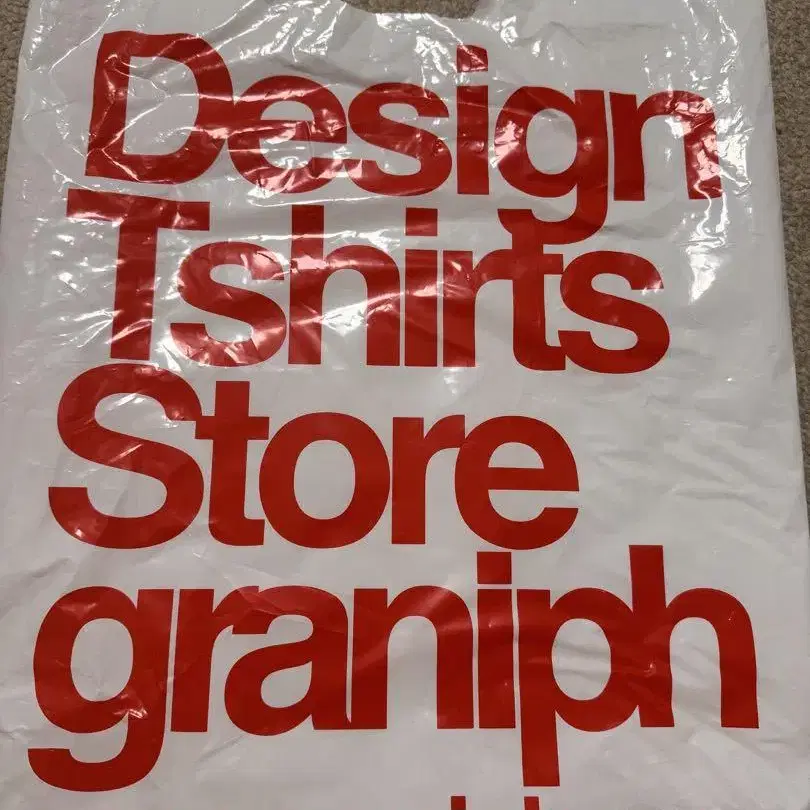 Design
Tshirts
Store
graniph